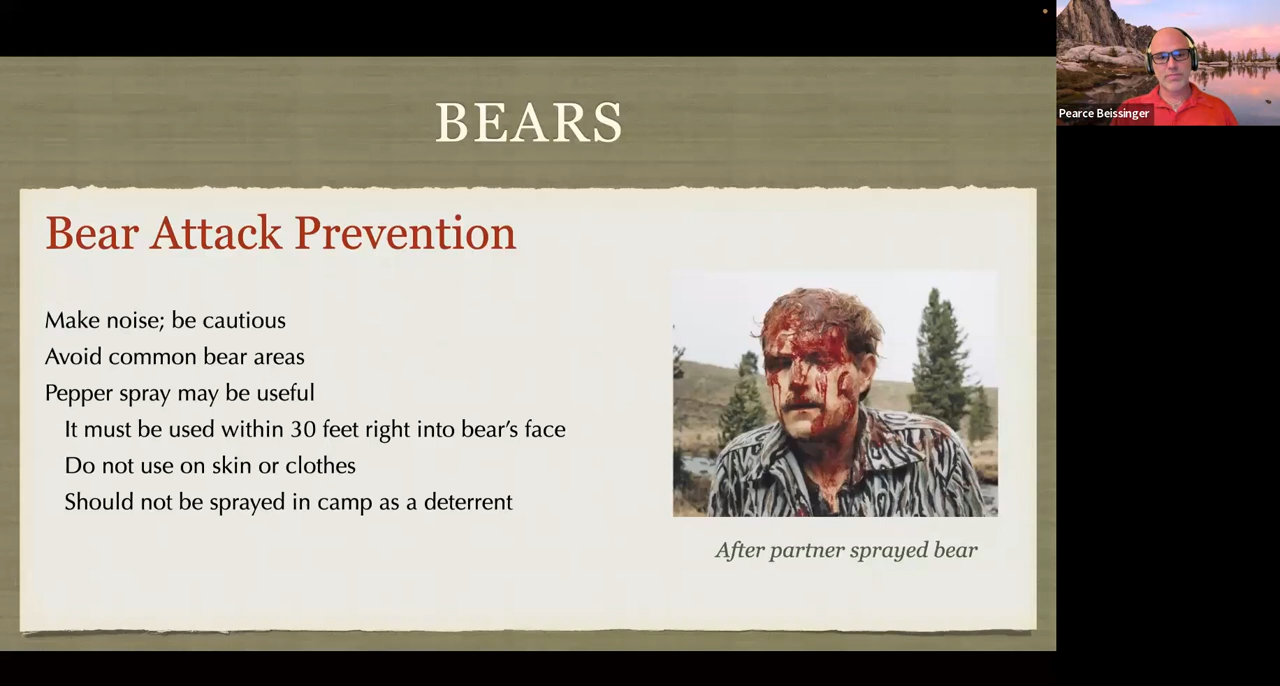 BEARS
Bear Attack Prevention
Make noise; be cautious
Avoid common bear areas
Pepper spray may be useful
It must be used within 30 feet right into bear’s face
Do not use on skin or clothes
Should not be sprayed in camp as a deterrent
After partner sprayed bear
Pearce Beissinger